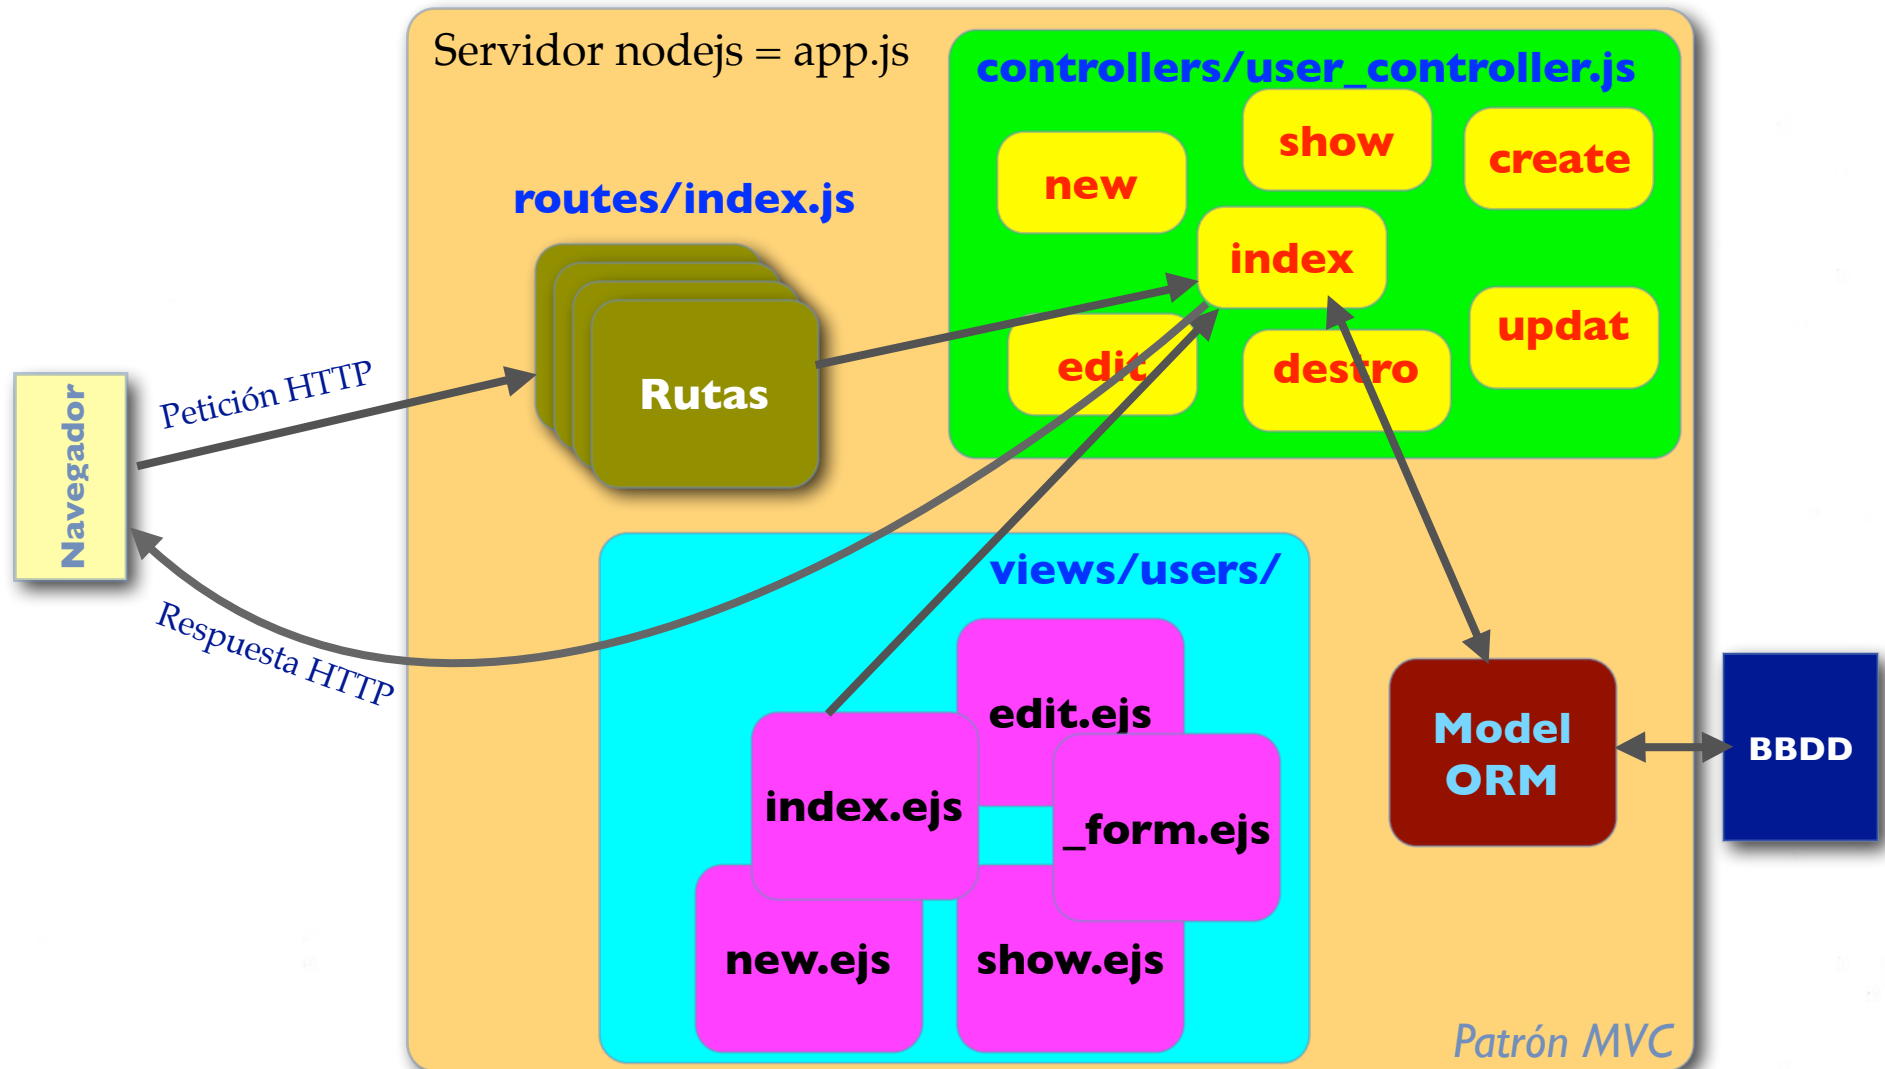 Servidor nodejs = app.js
controllers/user_controller.js
show
create
new
routes/index.js
index
updat
edit
destro
Petición HTTP
Rutas
Navegador
views/users/
Respuesta HTTP
edit.ejs
Model
ORM
BBDD
index.ejs
_form.ejs
new.ejs
show.ejs
Patrón MVC